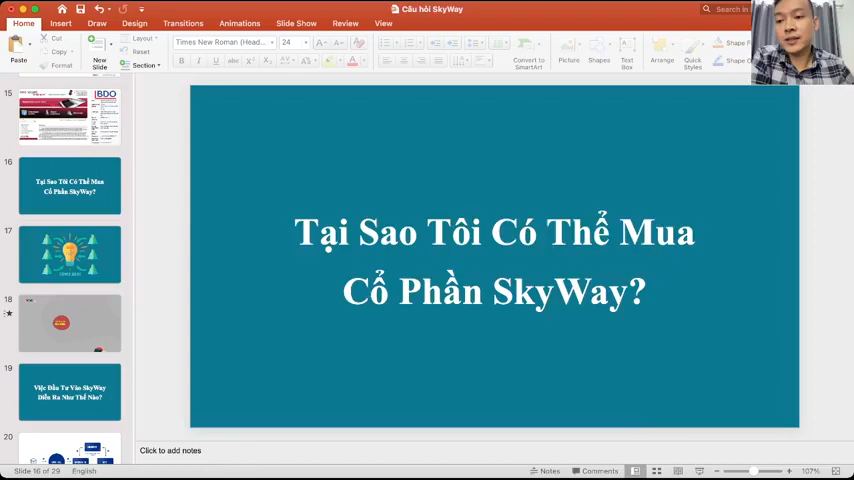 Câu hỏi SkyWay
Search in
Home Insert Draw Design Transitions Animations Slide Show Review View
Paste
Cut
Copy
Format
New
Slide
Layout
Reset
Section
Times New Roman (Head...
24
Convert to
SmartArt
Picture
Shapes
Text
Box
Arrange
Quick
Styles
Shape F
Shape O
15
BDO
16
Tại Sao Tôi Có Thể Mua
Cổ Phần SkyWay?
17
18
19
Việc Đầu Tư Vào SkyWay
Diễn Ra Như Thế Nào?
20
Tại Sao Tôi Có Thể Mua
Cổ Phần SkyWay?
Click to add notes
Slide 16 of 29
English
Notes
Comments
107%